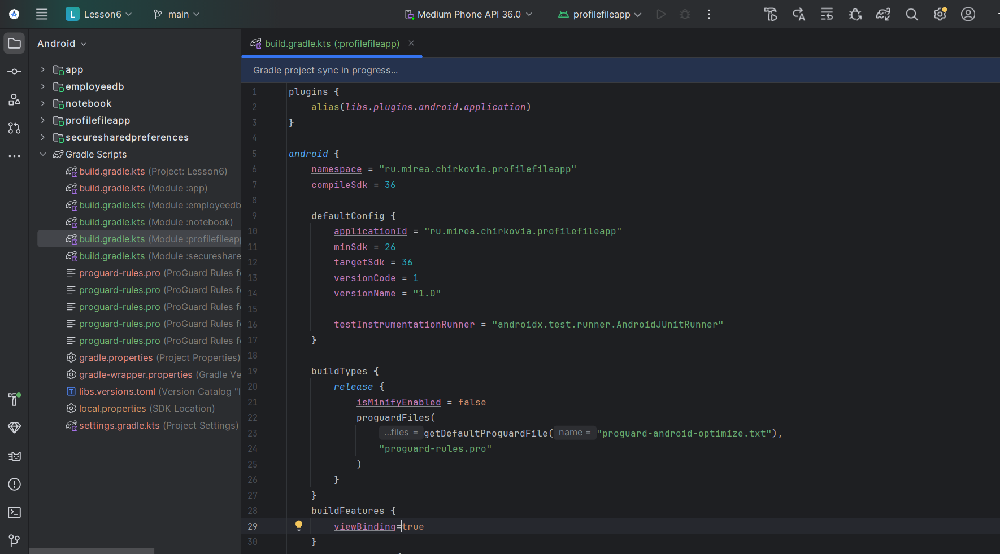 L Lesson6 main Medium Phone API 36.0 profilefileapp
Android
build.gradle.kts (:profilefileapp)
Gradle project sync in progress...
app
employeedb
notebook
profilefileapp
securesharedpreferences
Gradle Scripts
build.gradle.kts (Project: Lesson6)
build.gradle.kts (Module :app)
build.gradle.kts (Module :employeedb
build.gradle.kts (Module :notebook)
build.gradle.kts (Module :profilefileapp
build.gradle.kts (Module :secureshare
proguard-rules.pro (ProGuard Rules fo
proguard-rules.pro (ProGuard Rules fo
proguard-rules.pro (ProGuard Rules fo
proguard-rules.pro (ProGuard Rules fo
proguard-rules.pro (ProGuard Rules fo
gradle.properties (Project Properties)
gradle-wrapper.properties (Gradle Ve
T libs.versions.toml (Version Catalog "l
local.properties (SDK Location)
settings.gradle.kts (Project Settings)
1 plugins {
2 alias(libs.plugins.android.application)
3 }
4
5 android {
6 namespace = "ru.mirea.chirkovia.profilefileapp"
7 compileSdk = 36
8
9 defaultConfig {
10 applicationId = "ru.mirea.chirkovia.profilefileapp"
11 minSdk = 26
12 targetSdk = 36
13 versionCode = 1
14 versionName = "1.0"
15
16 testInstrumentationRunner = "androidx.test.runner.AndroidJUnitRunner"
17 }
18
19 buildTypes {
20 release {
21 isMinifyEnabled = false
22 proguardFiles(
23 ...files = getDefaultProguardFile( name = "proguard-android-optimize.txt"),
24 "proguard-rules.pro"
25 )
26 }
27 }
28 buildFeatures {
29 viewBinding=true
30 }